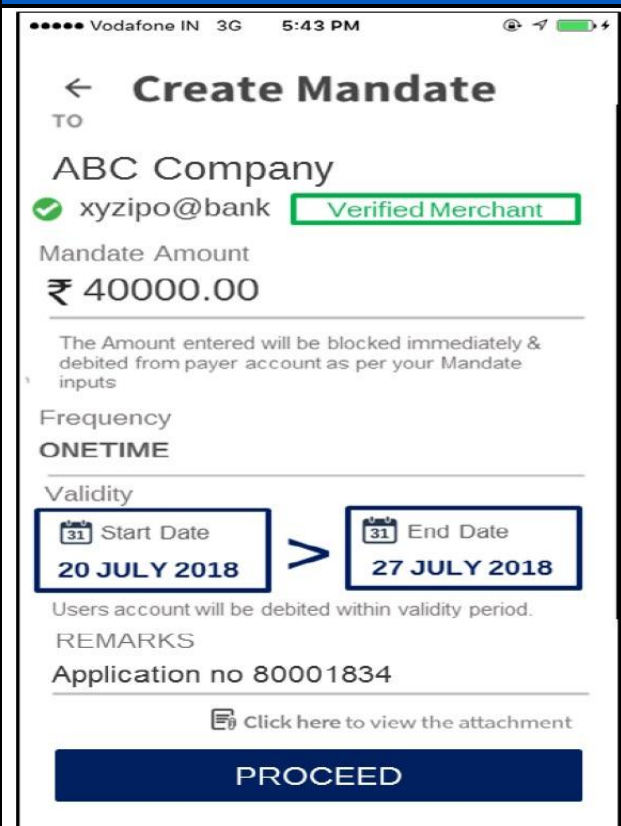 Vodafone IN 3G 5:43 PM
← Create Mandate
TO
ABC Company
xyzipo@bank Verified Merchant
Mandate Amount
₹ 40000.00
The Amount entered will be blocked immediately &
debited from payer account as per your Mandate
inputs
Frequency
ONETIME
Validity
31 Start Date > 31 End Date
20 JULY 2018 27 JULY 2018
Users account will be debited within validity period.
REMARKS
Application no 80001834
Click here to view the attachment
PROCEED